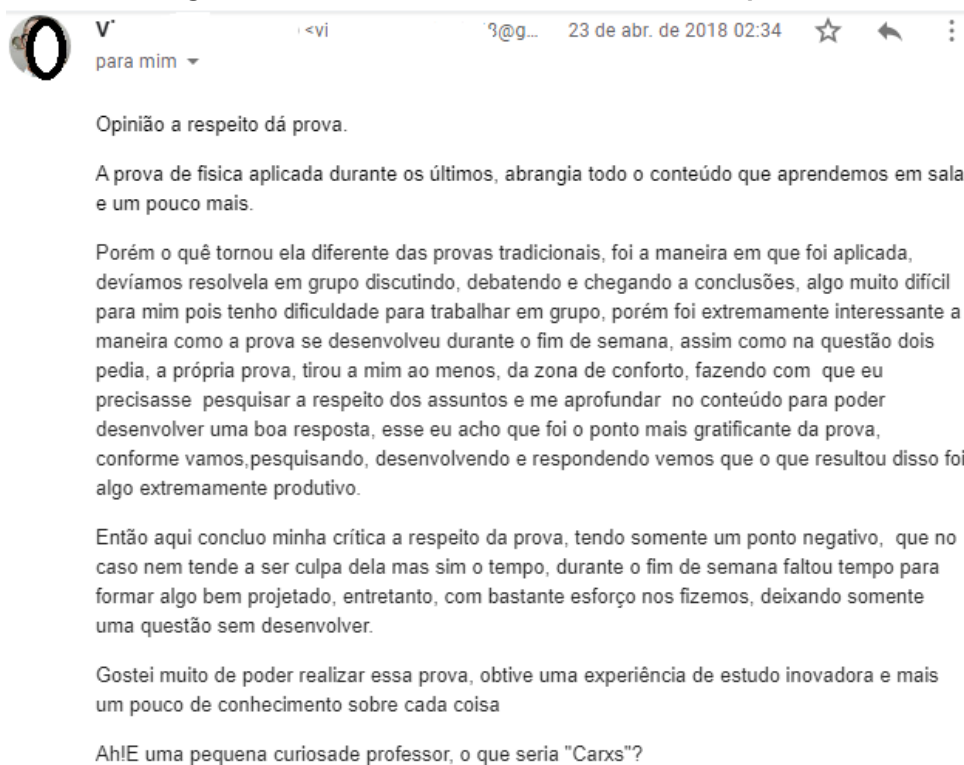 V
<vi 3@g... 23 de abr. de 2018 02:34
para mim
Opinião a respeito dá prova.
A prova de fisica aplicada durante os últimos, abrangia todo o conteúdo que aprendemos em sala
e um pouco mais.
Porém o quê tornou ela diferente das provas tradicionais, foi a maneira em que foi aplicada,
devíamos resolvela em grupo discutindo, debatendo e chegando a conclusões, algo muito difícil
para mim pois tenho dificuldade para trabalhar em grupo, porém foi extremamente interessante a
maneira como a prova se desenvolveu durante o fim de semana, assim como na questão dois
pedia, a própria prova, tirou a mim ao menos, da zona de conforto, fazendo com  que eu
precisasse  pesquisar a respeito dos assuntos e me aprofundar  no conteúdo para poder
desenvolver uma boa resposta, esse eu acho que foi o ponto mais gratificante da prova,
conforme vamos,pesquisando, desenvolvendo e respondendo vemos que o que resultou disso foi
algo extremamente produtivo.
Então aqui concluo minha crítica a respeito da prova, tendo somente um ponto negativo,  que no
caso nem tende a ser culpa dela mas sim o tempo, durante o fim de semana faltou tempo para
formar algo bem projetado, entretanto, com bastante esforço nos fizemos, deixando somente
uma questão sem desenvolver.
Gostei muito de poder realizar essa prova, obtive uma experiência de estudo inovadora e mais
um pouco de conhecimento sobre cada coisa
Ah!E uma pequena curiosade professor, o que seria "Carxs"?